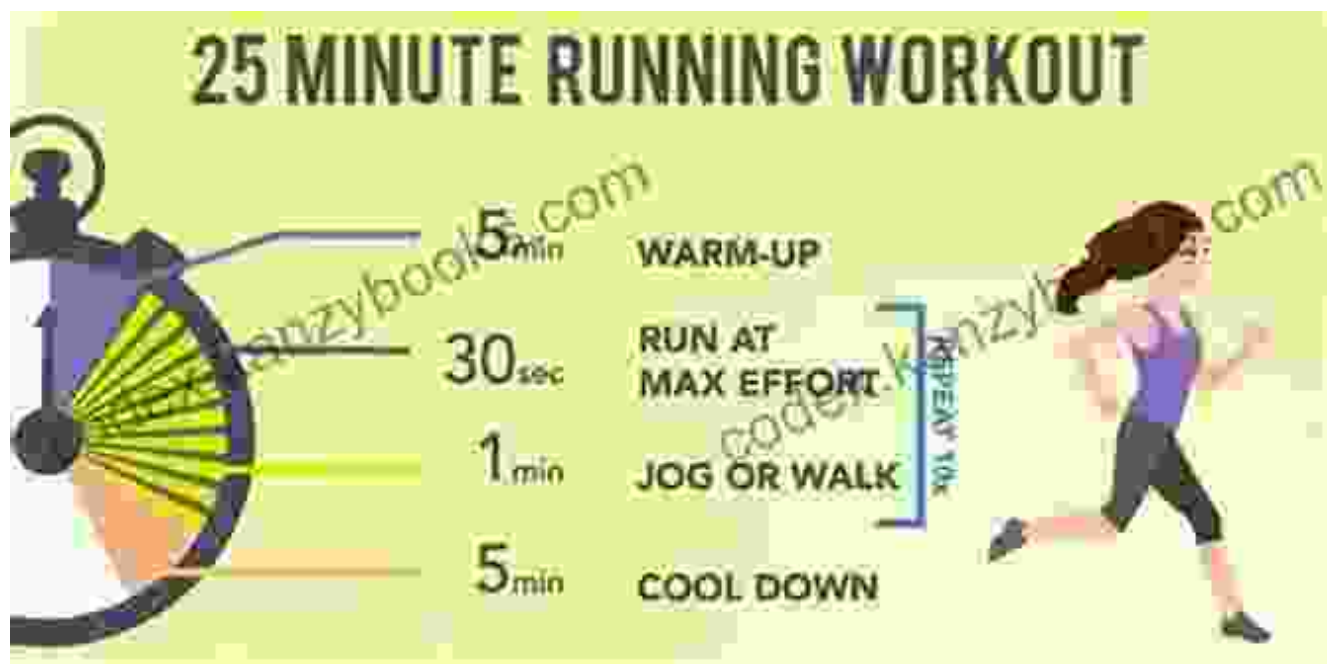 25 MINUTE RUNNING WORKOUT
5min WARM-UP
30sec RUN AT
MAX EFFORT
1min JOG OR WALK
REPEAT 10x
5min COOL DOWN